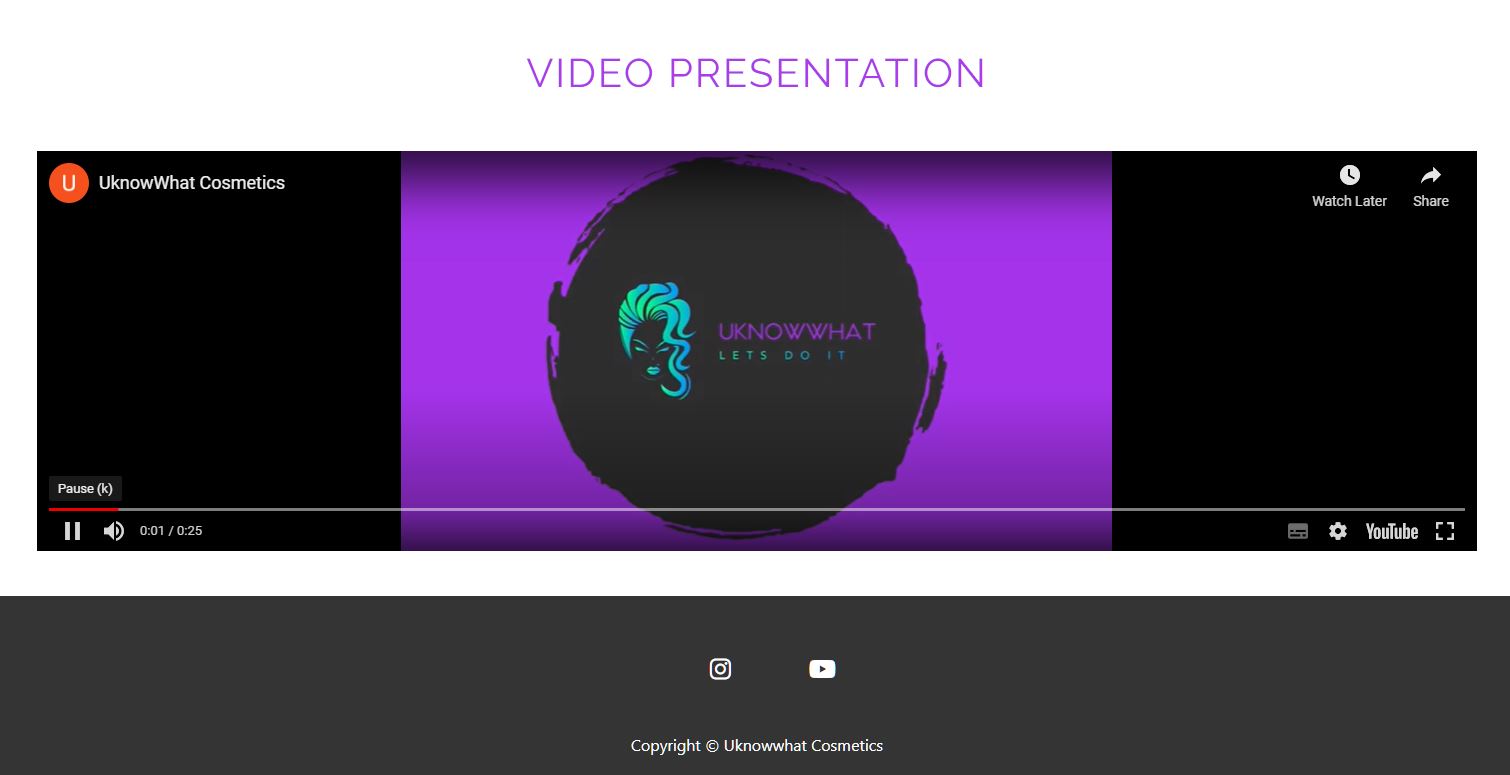 VIDEO PRESENTATION
U UknowWhat Cosmetics
Watch Later Share
UKNOWWHAT
LETS DO IT
Pause (k)
0:01 / 0:25
YouTube
Copyright © Uknowwhat Cosmetics